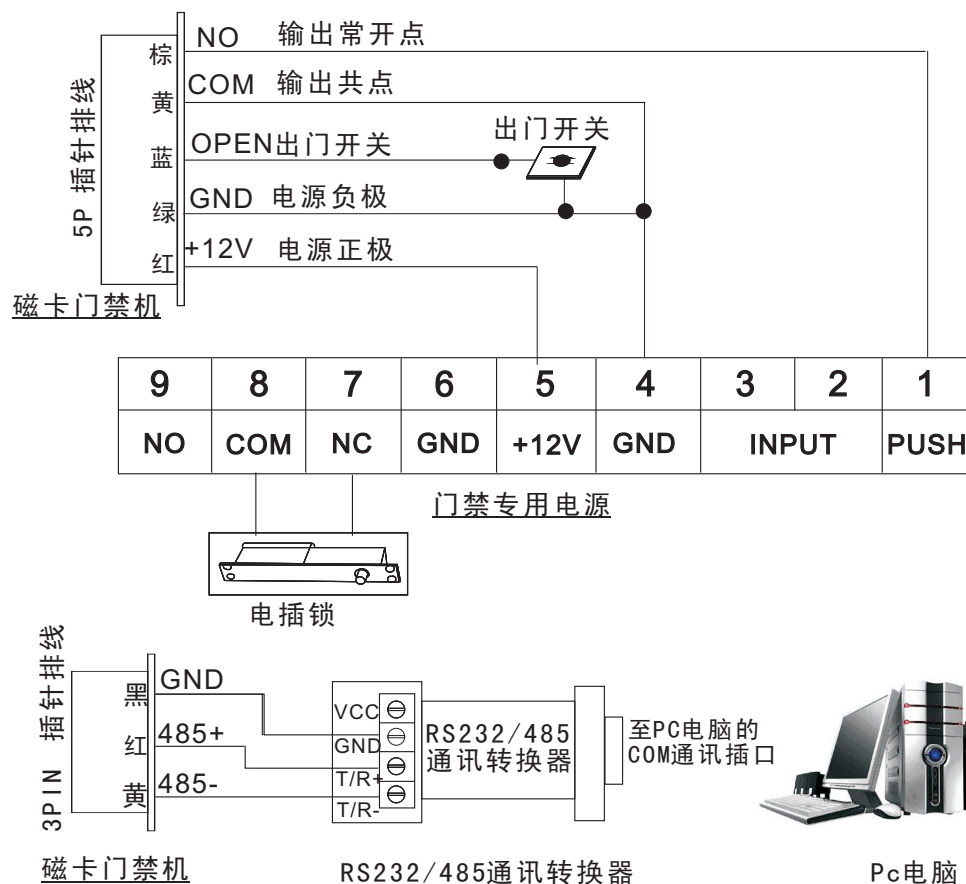 棕 NO 输出常开点
黄 COM 输出共点
蓝 OPEN出门开关
出门开关
绿 GND 电源负极
红 +12V 电源正极
5P 插针排线
磁卡门禁机
9 8 7 6 5 4 3 2 1
NO COM NC GND +12V GND INPUT PUSH
门禁专用电源
电插锁
3PIN 插针排线
黑 GND
红 485+
黄 485-
VCC
GND
T/R+
T/R-
RS232/485
通讯转换器
至PC电脑的
COM通讯插口
磁卡门禁机
RS232/485通讯转换器
Pc电脑